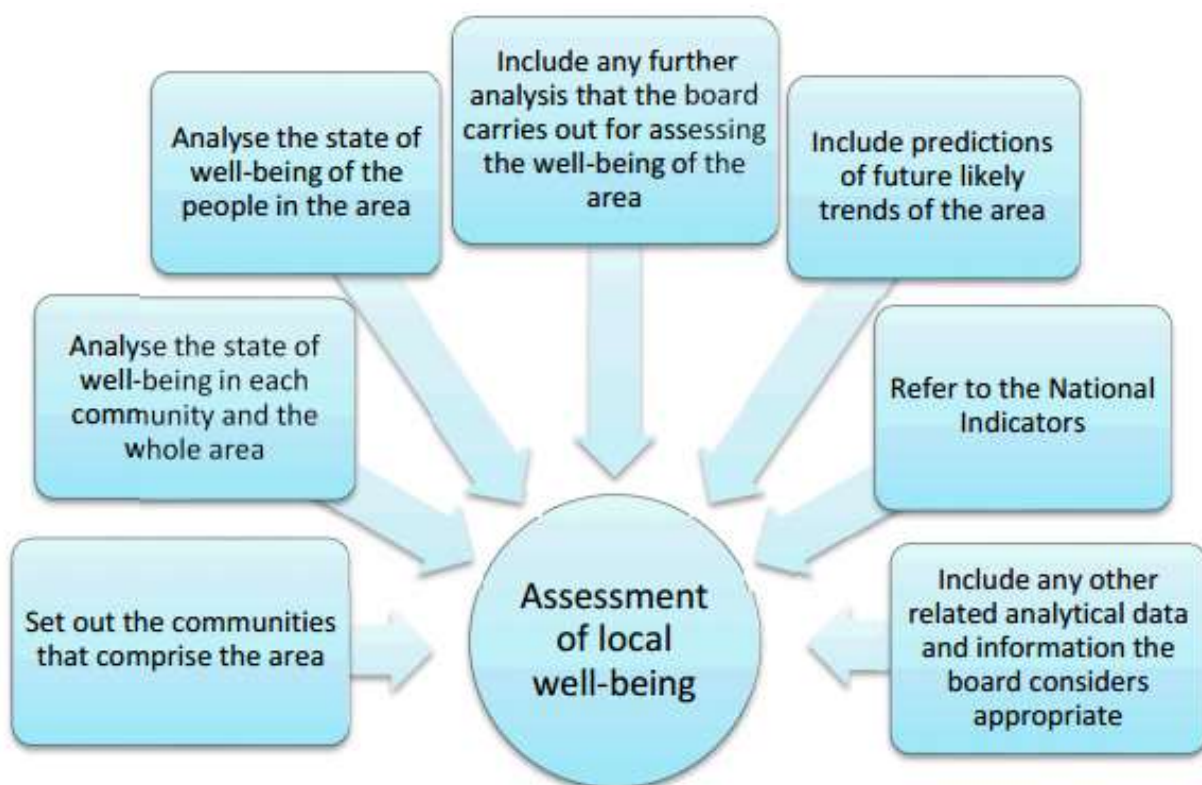 Set out the communities
that comprise the area
Analyse the state of
well-being in each
community and the
whole area
Analyse the state of
well-being of the
people in the area
Include any further
analysis that the board
carries out for assessing
the well-being of the
area
Include predictions
of future likely
trends of the area
Refer to the National
Indicators
Include any other
related analytical data
and information the
board considers
appropriate
Assessment
of local
well-being